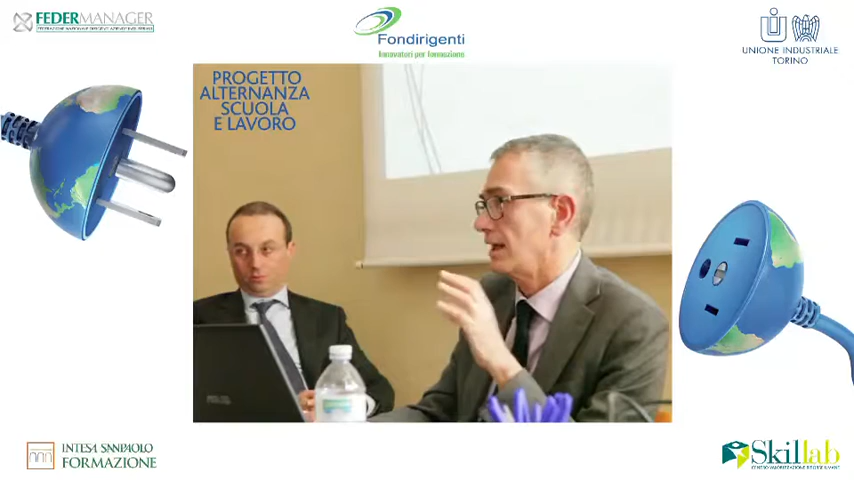 FEDERMANAGER
Fondirigenti
Innovatori per formazione
UNIONE INDUSTRIALE
TORINO
PROGETTO
ALTERNANZA
SCUOLA
E LAVORO
INTESA SANPAOLO
FORMAZIONE
Skillab